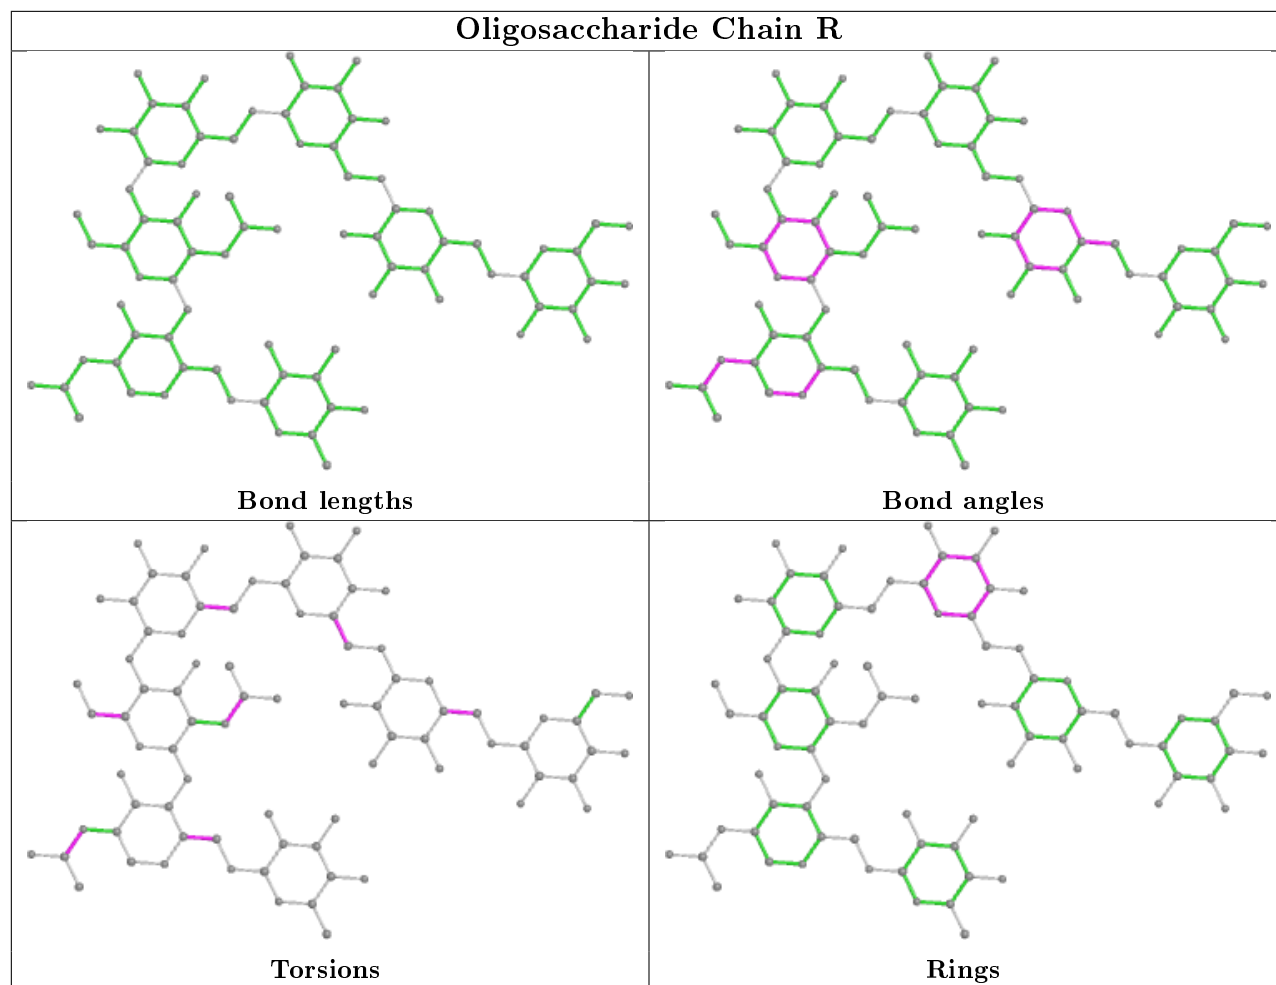 Oligosaccharide Chain R
Bond lengths
Bond angles
Torsions
Rings